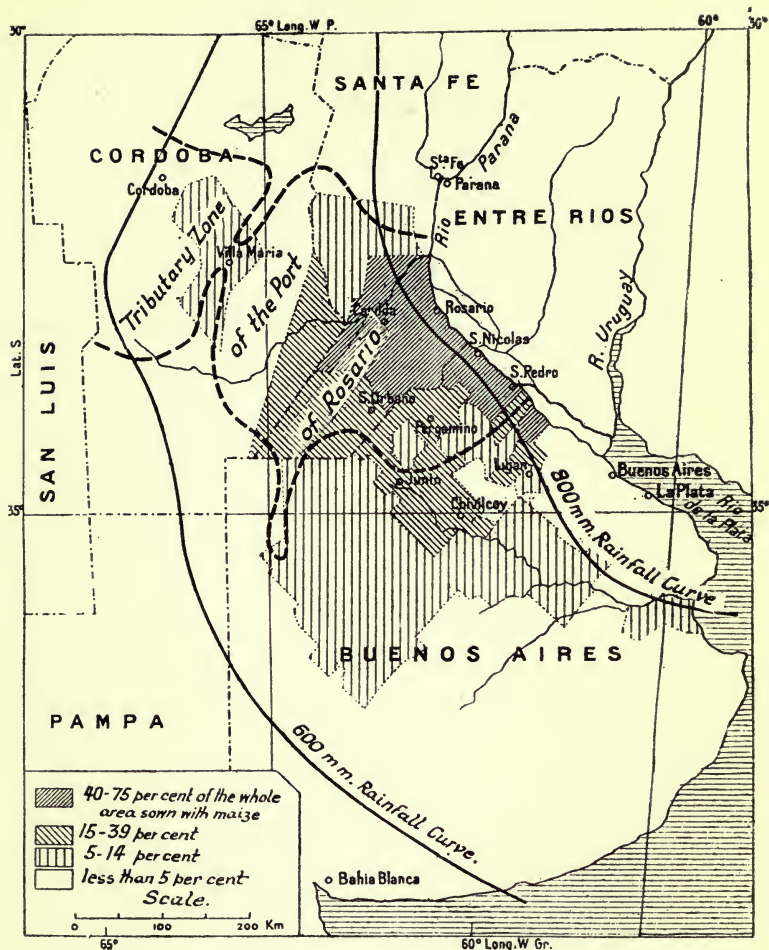 65° Long. W P.
60°
30°
30°
SANTA FE
CORDOBA
Cordoba
Sta Fe
Parana
Rio Parana
ENTRE RIOS
Tributary Zone
of the Port
of Rosario
Villa Maria
Rosario
S. Nicolas
S. Pedro
R. Uruguay
Lat. S
SAN LUIS
S. Urbano
Pergamino
Lujan
Junin
Chivilcoy
Buenos Aires
La Plata
Rio de la Plata
35°
35°
800 mm. Rainfall Curve
BUENOS AIRES
PAMPA
600 mm. Rainfall Curve.
40-75 per cent of the whole
area sown with maize
15-39 per cent
5-14 per cent
less than 5 per cent
Scale.
0 100 200 Km
Bahia Blanca
65°
60° Long. W Gr.